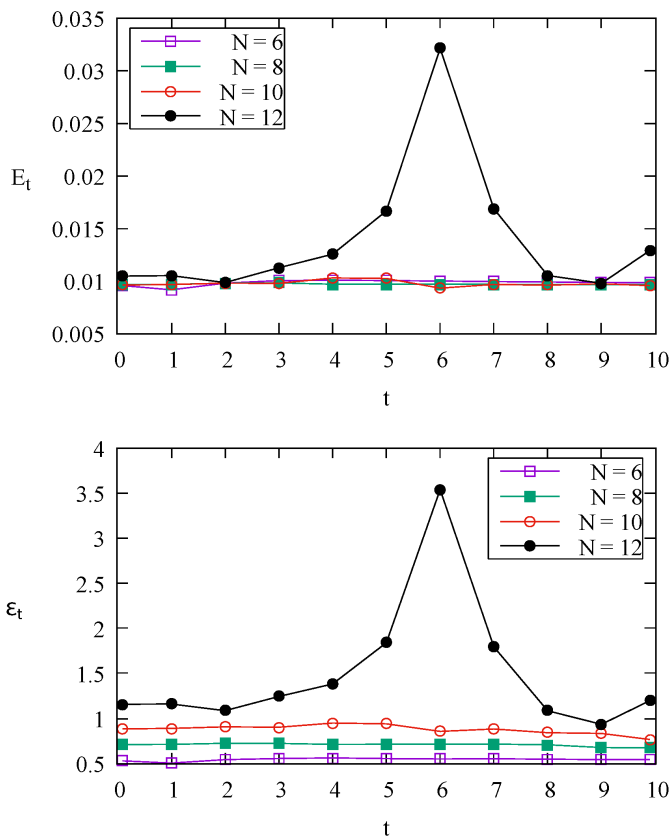 0.035
N = 6
N = 8
0.03
N = 10
N = 12
0.025
E_t
0.02
0.015
0.01
0.005
0 1 2 3 4 5 6 7 8 9 10
t
4
N = 6
3.5
N = 8
N = 10
3
N = 12
2.5
ε_t
2
1.5
1
0.5
0 1 2 3 4 5 6 7 8 9 10
t